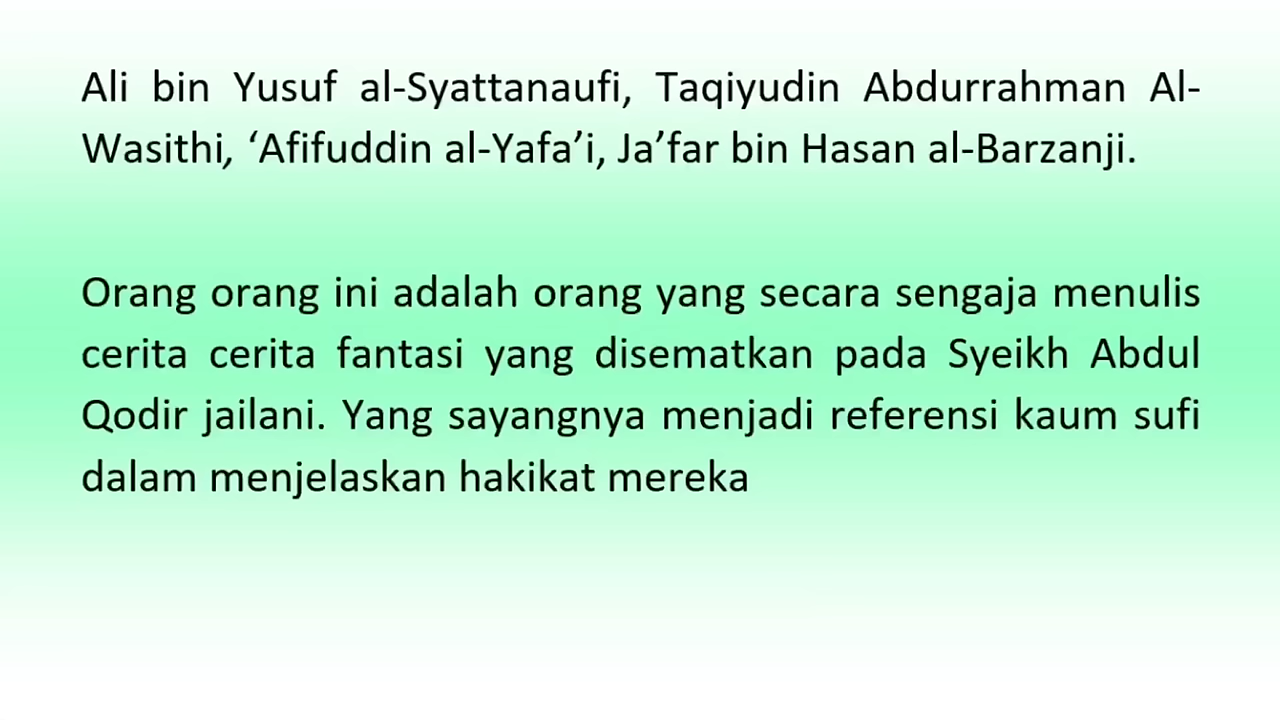 Ali bin Yusuf al-Syattanaufi, Taqiyudin Abdurrahman Al-
Wasithi, ‘Afifuddin al-Yafa’i, Ja’far bin Hasan al-Barzanji.
Orang orang ini adalah orang yang secara sengaja menulis
cerita cerita fantasi yang disematkan pada Syeikh Abdul
Qodir jailani. Yang sayangnya menjadi referensi kaum sufi
dalam menjelaskan hakikat mereka